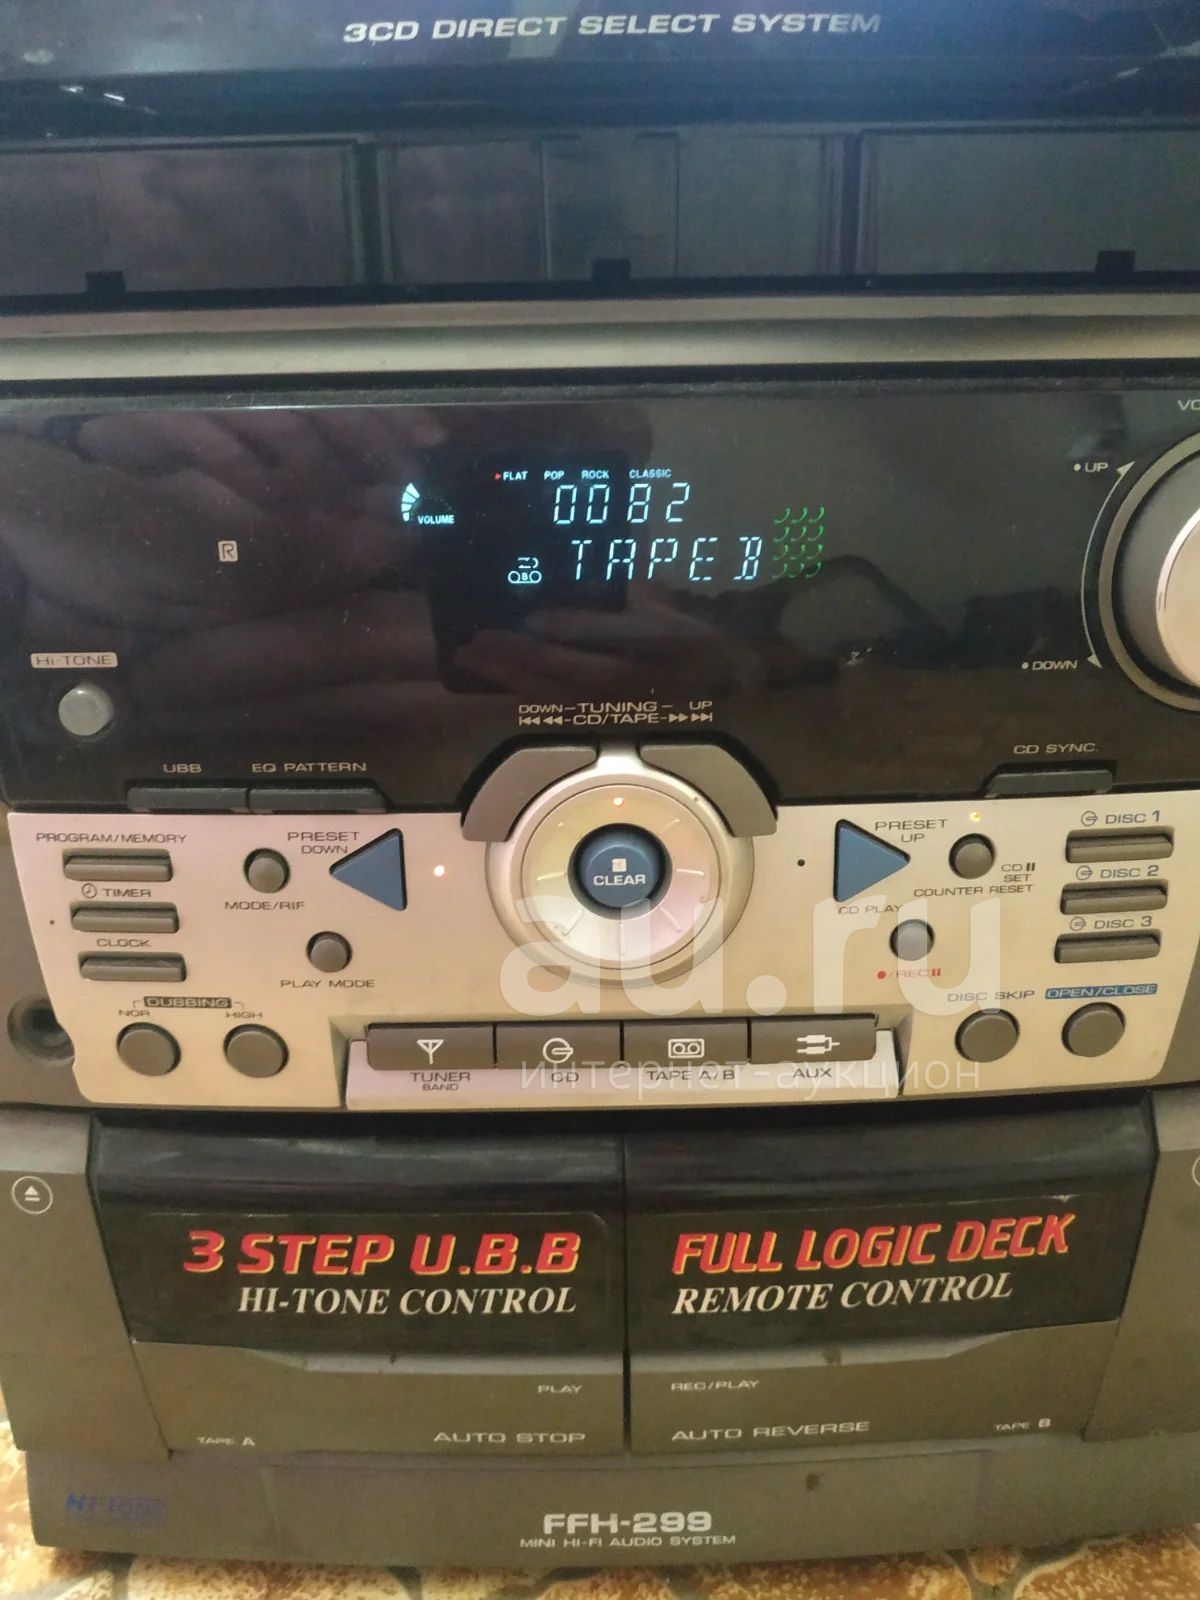 3CD DIRECT SELECT SYSTEM
UP
FLAT POP ROCK CLASSIC
0082
VOLUME
TAPE B
B
R
Hi-TONE
DOWN
DOWN-TUNING-UP
CD/TAPE
CD SYNC.
UBB
EQ PATTERN
PROGRAM/MEMORY
PRESET DOWN
PRESET UP
DISC 1
CLEAR
CD II SET
COUNTER RESET
DISC 2
TIMER
MODE/RIF
CD PLAY
DISC 3
CLOCK
PLAY MODE
au.ru
/REC II
DISC SKIP
OPEN/CLOSE
DUBBING
NOR
HIGH
TUNER
BAND
CD
TAPE A/B
AUX
интернет-аукцион
3 STEP U.B.B
HI-TONE CONTROL
FULL LOGIC DECK
REMOTE CONTROL
PLAY
REC/PLAY
TAPE A
AUTO STOP
AUTO REVERSE
TAPE B
FFH-299
MINI HI-FI AUDIO SYSTEM